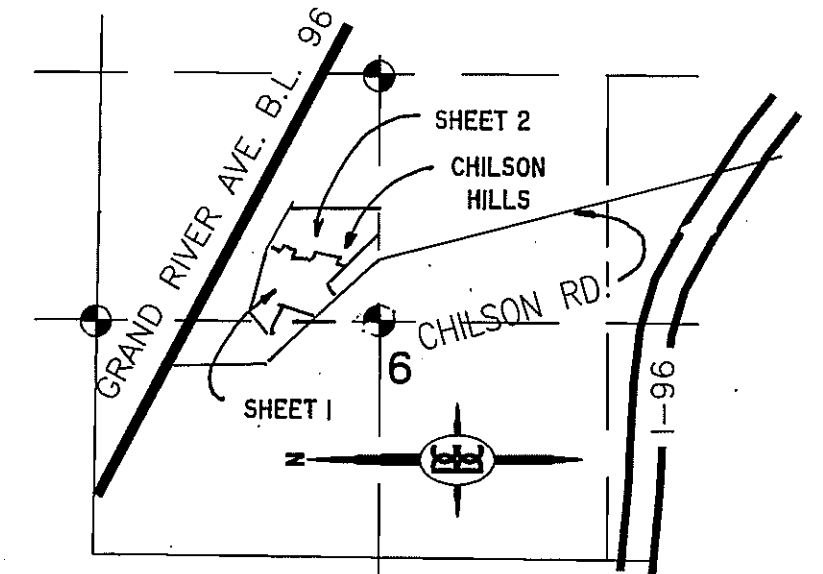 GRAND RIVER AVE. B.L. 96
SHEET 2
CHILSON
HILLS
CHILSON RD
6
SHEET 1
I-96
N